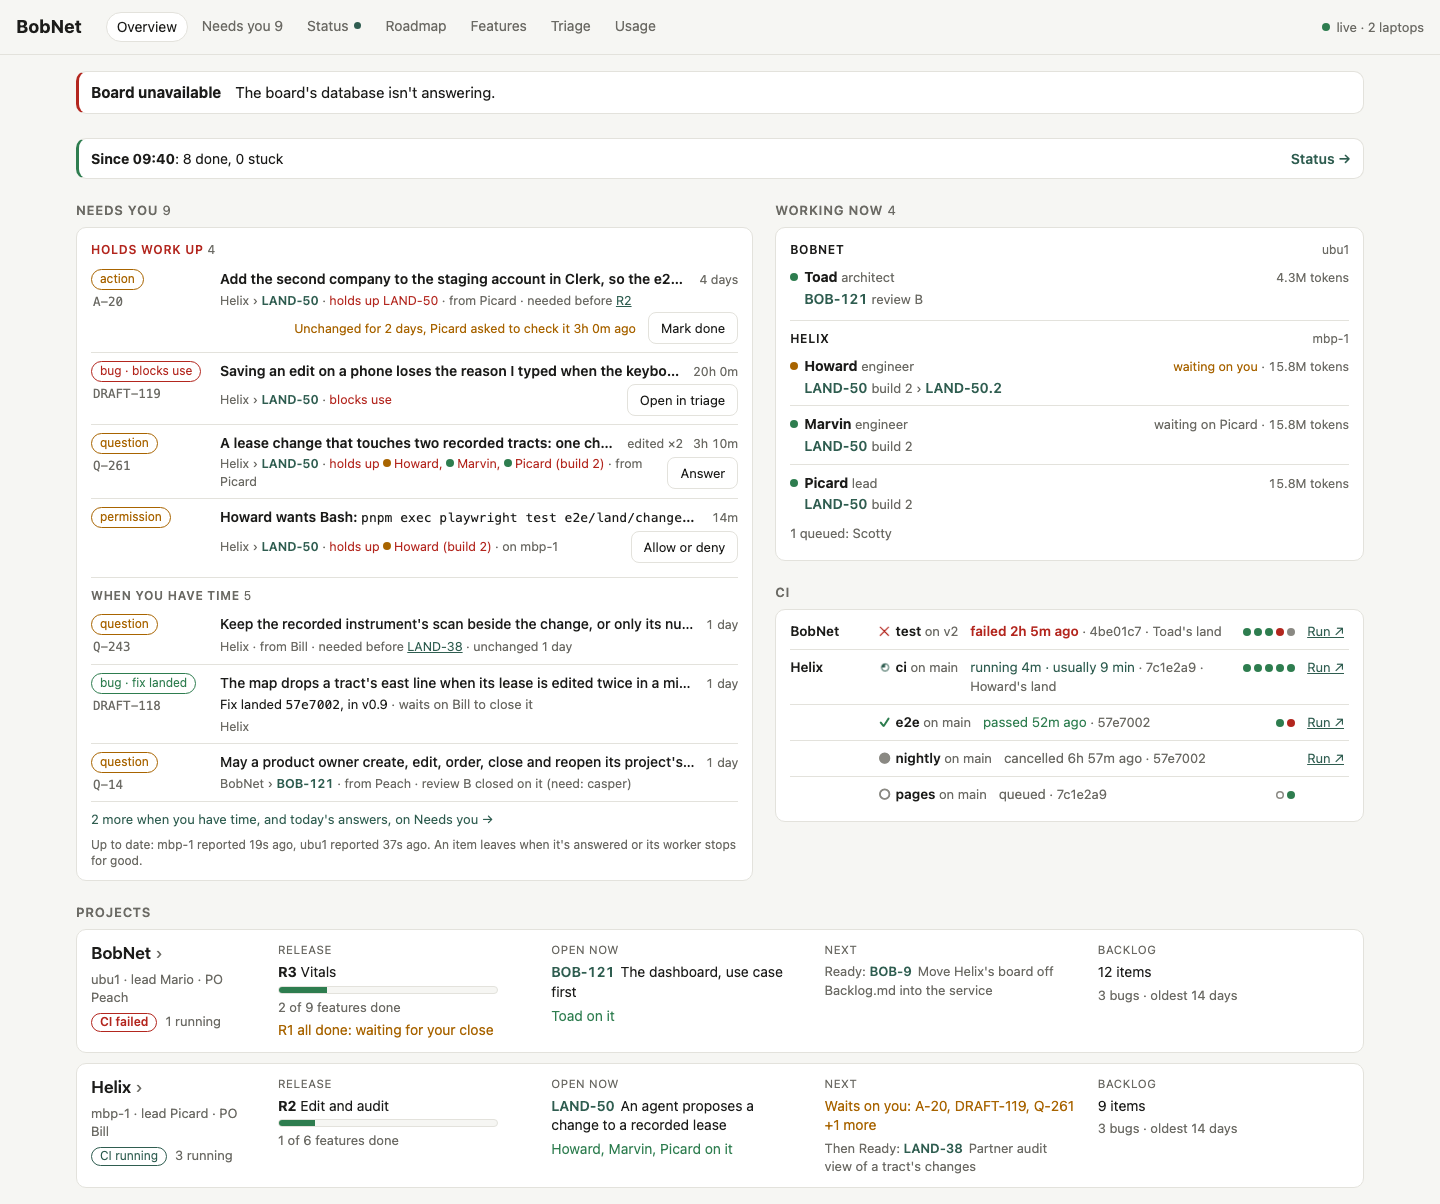 BobNet
Overview
Needs you 9
Status
Roadmap
Features
Triage
Usage
live · 2 laptops
Board unavailable The board's database isn't answering.
Since 09:40: 8 done, 0 stuck
Status →
NEEDS YOU 9
HOLDS WORK UP 4
action
A-20
Add the second company to the staging account in Clerk, so the e2...
4 days
Helix › LAND-50 · holds up LAND-50 · from Picard · needed before R2
Unchanged for 2 days, Picard asked to check it 3h 0m ago
Mark done
bug · blocks use
DRAFT-119
Saving an edit on a phone loses the reason I typed when the keybo...
20h 0m
Helix › LAND-50 · blocks use
Open in triage
question
Q-261
A lease change that touches two recorded tracts: one ch...
edited ×2 3h 10m
Helix › LAND-50 · holds up Howard, Marvin, Picard (build 2) · from
Picard
Answer
permission
Howard wants Bash: pnpm exec playwright test e2e/land/change...
14m
Helix › LAND-50 · holds up Howard (build 2) · on mbp-1
Allow or deny
WHEN YOU HAVE TIME 5
question
Q-243
Keep the recorded instrument's scan beside the change, or only its nu...
1 day
Helix · from Bill · needed before LAND-38 · unchanged 1 day
bug · fix landed
DRAFT-118
The map drops a tract's east line when its lease is edited twice in a mi...
1 day
Fix landed 57e7002, in v0.9 · waits on Bill to close it
Helix
question
Q-14
May a product owner create, edit, order, close and reopen its project's...
1 day
BobNet › BOB-121 · from Peach · review B closed on it (need: casper)
2 more when you have time, and today's answers, on Needs you →
Up to date: mbp-1 reported 19s ago, ubu1 reported 37s ago. An item leaves when it's answered or its worker stops
for good.
WORKING NOW 4
BOBNET
ubu1
Toad architect
4.3M tokens
BOB-121 review B
HELIX
mbp-1
Howard engineer
waiting on you · 15.8M tokens
LAND-50 build 2 › LAND-50.2
Marvin engineer
waiting on Picard · 15.8M tokens
LAND-50 build 2
Picard lead
15.8M tokens
LAND-50 build 2
1 queued: Scotty
CI
BobNet
test on v2 failed 2h 5m ago · 4be01c7 · Toad's land
Run ↗
Helix
ci on main running 4m · usually 9 min · 7c1e2a9 ·
Howard's land
Run ↗
e2e on main passed 52m ago · 57e7002
Run ↗
nightly on main cancelled 6h 57m ago · 57e7002
Run ↗
pages on main queued · 7c1e2a9
PROJECTS
BobNet ›
ubu1 · lead Mario · PO
Peach
CI failed 1 running
RELEASE
R3 Vitals
2 of 9 features done
R1 all done: waiting for your close
OPEN NOW
BOB-121 The dashboard, use case
first
Toad on it
NEXT
Ready: BOB-9 Move Helix's board off
Backlog.md into the service
BACKLOG
12 items
3 bugs · oldest 14 days
Helix ›
mbp-1 · lead Picard · PO
Bill
CI running 3 running
RELEASE
R2 Edit and audit
1 of 6 features done
OPEN NOW
LAND-50 An agent proposes a
change to a recorded lease
Howard, Marvin, Picard on it
NEXT
Waits on you: A-20, DRAFT-119, Q-261
+1 more
Then Ready: LAND-38 Partner audit
view of a tract's changes
BACKLOG
9 items
3 bugs · oldest 14 days